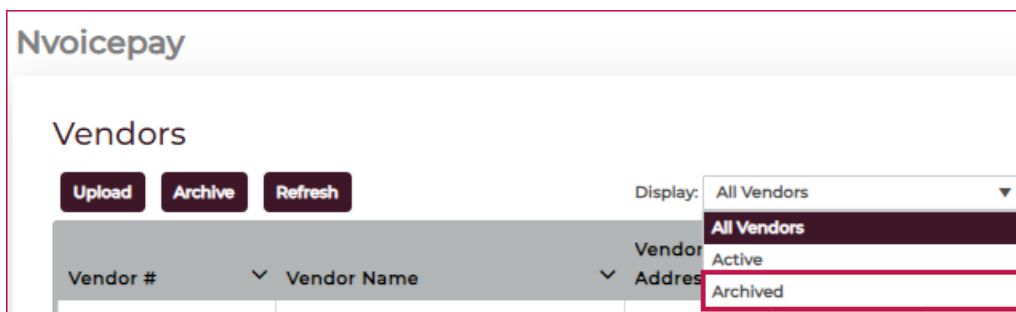 Nvoicepay
Vendors
Upload Archive Refresh Display: All Vendors
All Vendors
Active
Archived
Vendor # Vendor Name Vendor
Addres